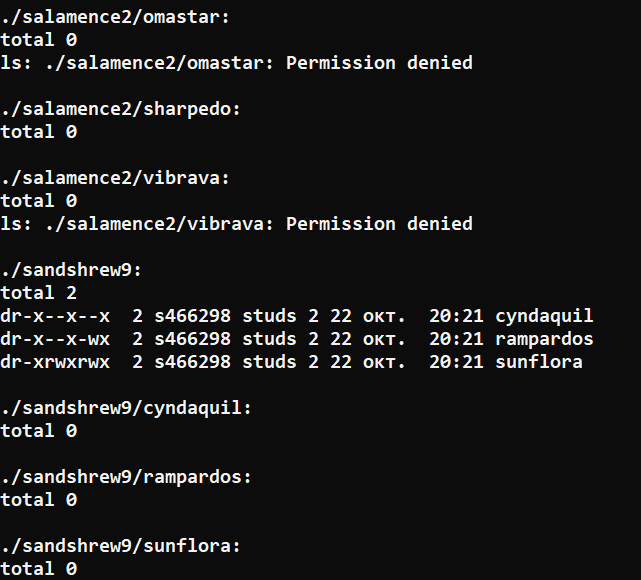 ./salamence2/omastar:
total 0
ls: ./salamence2/omastar: Permission denied

./salamence2/sharpedo:
total 0

./salamence2/vibrava:
total 0
ls: ./salamence2/vibrava: Permission denied

./sandshrew9:
total 2
dr-x--x--x  2 s466298 studs 2 22 окт.  20:21 cyndaquil
dr-x--x-wx  2 s466298 studs 2 22 окт.  20:21 rampardos
dr-xrwxrwx  2 s466298 studs 2 22 окт.  20:21 sunflora

./sandshrew9/cyndaquil:
total 0

./sandshrew9/rampardos:
total 0

./sandshrew9/sunflora:
total 0